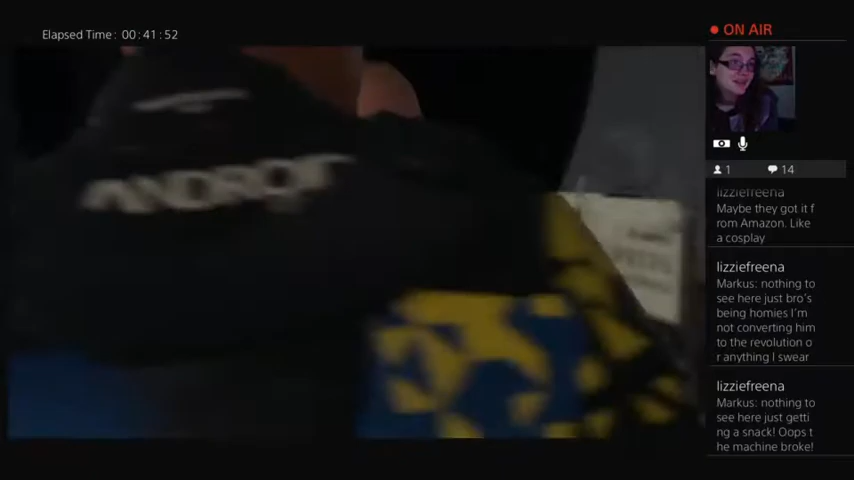 Elapsed Time: 00:41:52
ON AIR
1
14
lizziefreena
Maybe they got it f
rom Amazon. Like
a cosplay
lizziefreena
Markus: nothing to
see here just bro's
being homies I'm
not converting him
to the revolution o
r anything I swear
lizziefreena
Markus: nothing to
see here just getti
ng a snack! Oops t
he machine broke!